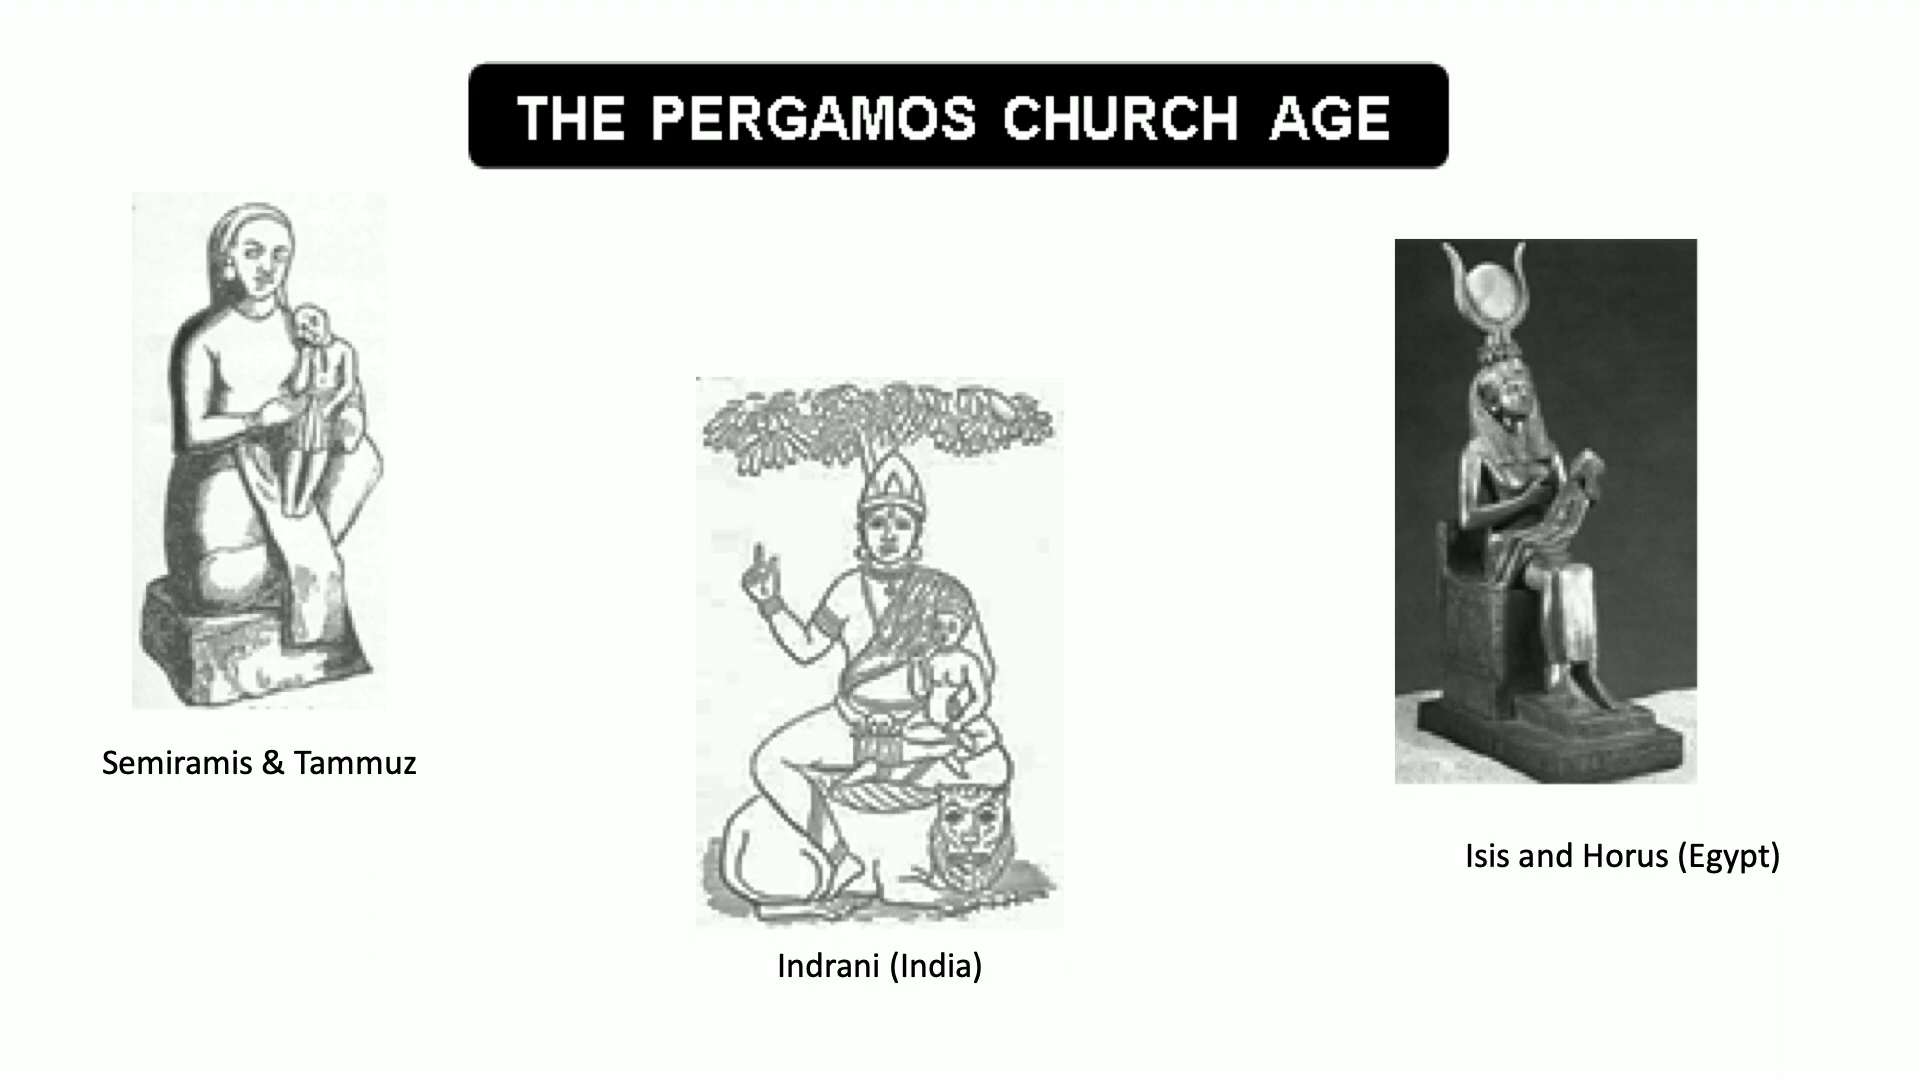 THE PERGAMOS CHURCH AGE
Semiramis & Tammuz
Isis and Horus (Egypt)
Indrani (India)